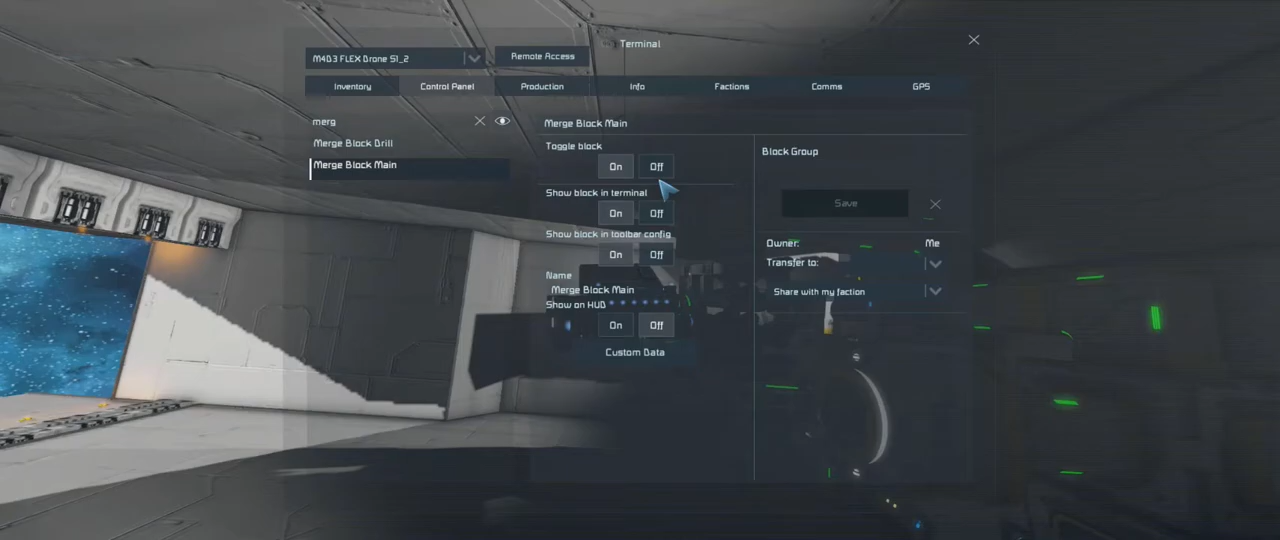 Terminal
M4D3 FLEX Drone S1_2
Remote Access
Inventory
Control Panel
Production
Info
Factions
Comms
GPS
merg
Merge Block Drill
Merge Block Main
Merge Block Main
Toggle block
On Off
Show block in terminal
On Off
Show block in toolbar config
On Off
Name
Merge Block Main
Show on HUD
On Off
Custom Data
Block Group
Save
Owner: Me
Transfer to:
Share with my faction